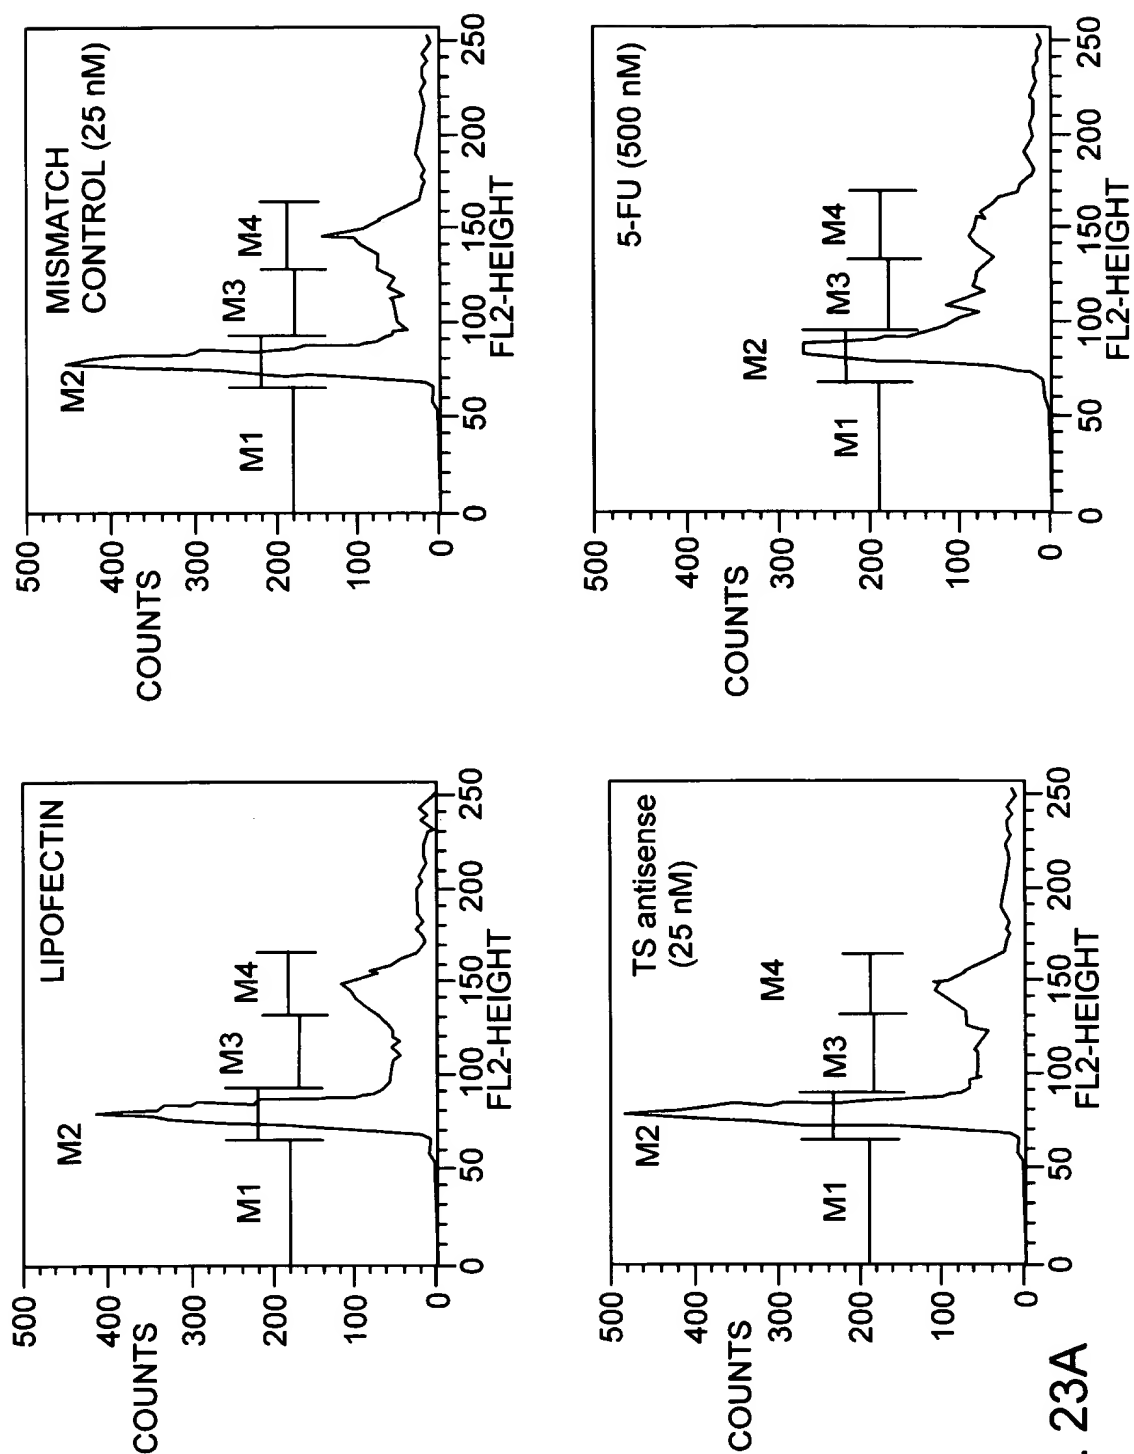 LIPOFECTIN
500
400
300
200
100
0
COUNTS
M2
M1
M3
M4
0 50 100 150 200 250
FL2-HEIGHT
MISMATCH
CONTROL (25 nM)
500
400
300
200
100
0
COUNTS
M2
M1
M3
M4
0 50 100 150 200 250
FL2-HEIGHT
TS antisense
(25 nM)
500
400
300
200
100
0
COUNTS
M2
M1
M3
M4
0 50 100 150 200 250
FL2-HEIGHT
5-FU (500 nM)
500
400
300
200
100
0
COUNTS
M2
M1
M3
M4
0 50 100 150 200 250
FL2-HEIGHT
. 23A